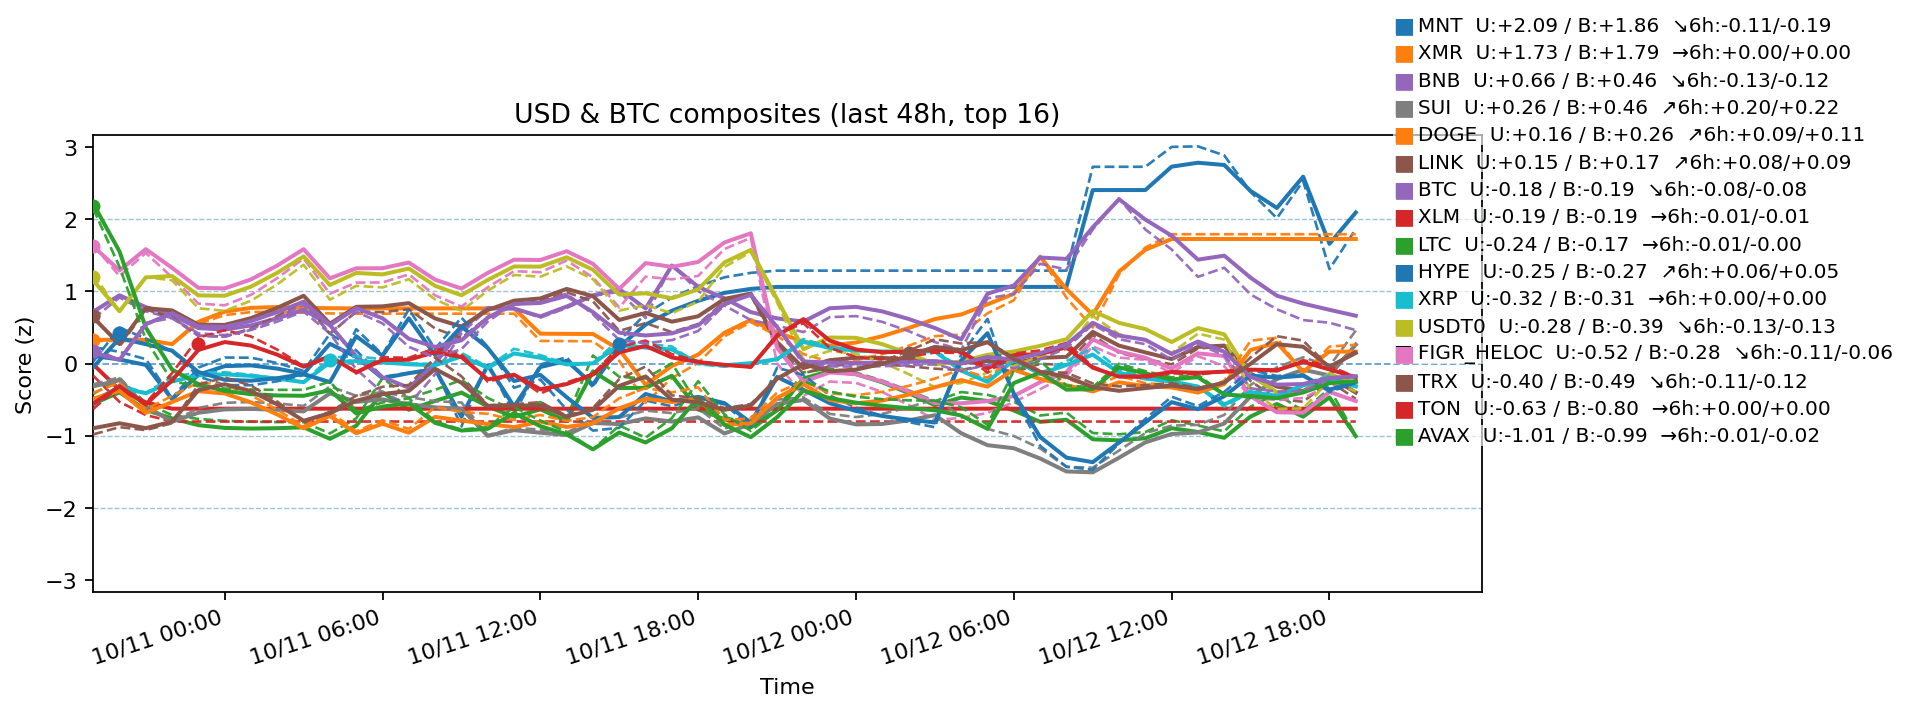 USD & BTC composites (last 48h, top 16)
MNT  U:+2.09 / B:+1.86  ↘6h:-0.11/-0.19
XMR  U:+1.73 / B:+1.79  →6h:+0.00/+0.00
BNB  U:+0.66 / B:+0.46  ↘6h:-0.13/-0.12
SUI  U:+0.26 / B:+0.46  ↗6h:+0.20/+0.22
DOGE  U:+0.16 / B:+0.26  ↗6h:+0.09/+0.11
LINK  U:+0.15 / B:+0.17  ↗6h:+0.08/+0.09
BTC  U:-0.18 / B:-0.19  ↘6h:-0.08/-0.08
XLM  U:-0.19 / B:-0.19  →6h:-0.01/-0.01
LTC  U:-0.24 / B:-0.17  →6h:-0.01/-0.00
HYPE  U:-0.25 / B:-0.27  ↗6h:+0.06/+0.05
XRP  U:-0.32 / B:-0.31  →6h:+0.00/+0.00
USDT0  U:-0.28 / B:-0.39  ↘6h:-0.13/-0.13
FIGR_HELOC  U:-0.52 / B:-0.28  ↘6h:-0.11/-0.06
TRX  U:-0.40 / B:-0.49  ↘6h:-0.11/-0.12
TON  U:-0.63 / B:-0.80  →6h:+0.00/+0.00
AVAX  U:-1.01 / B:-0.99  →6h:-0.01/-0.02
Score (z)
3
2
1
0
−1
−2
−3
10/11 00:00
10/11 06:00
10/11 12:00
10/11 18:00
10/12 00:00
10/12 06:00
10/12 12:00
10/12 18:00
Time